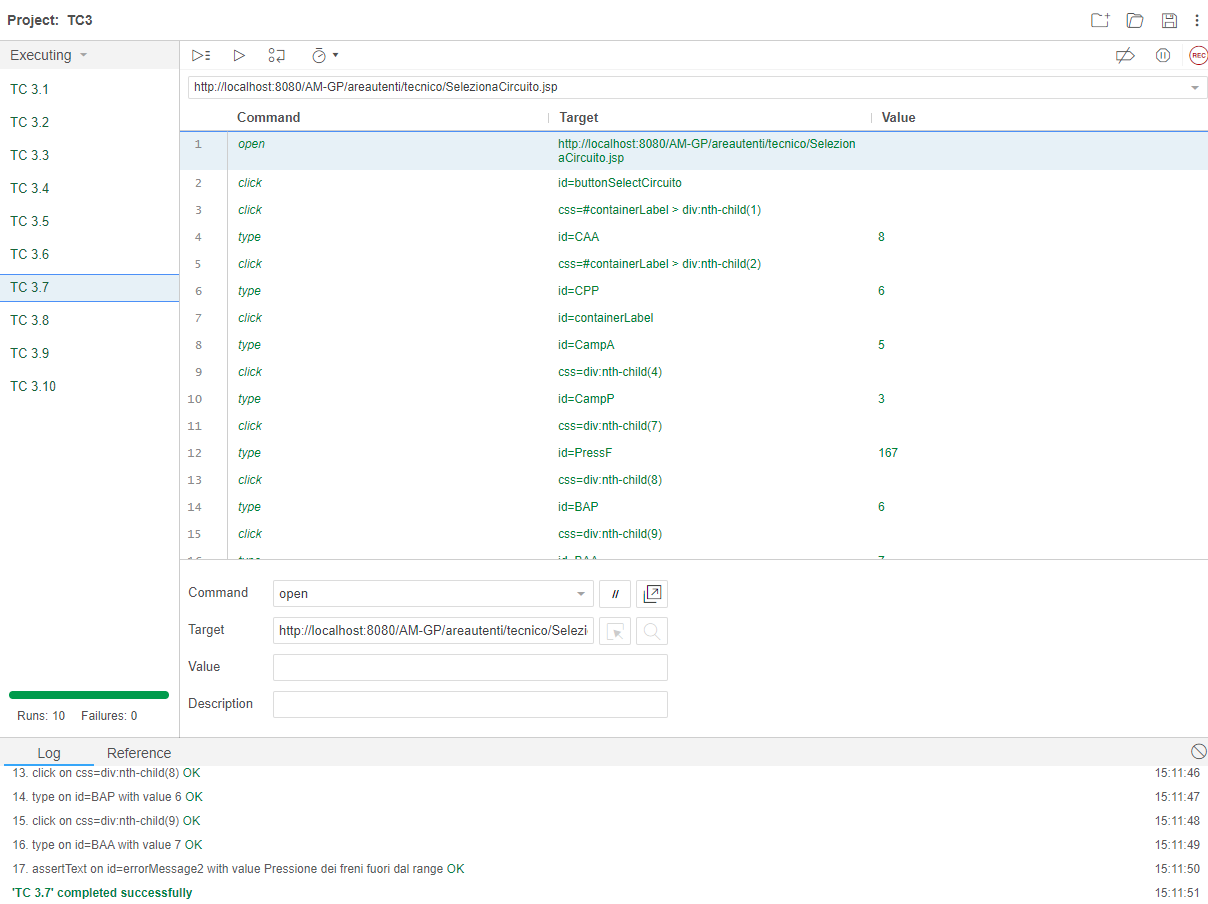 Project: TC3
Executing
REC
TC 3.1
TC 3.2
TC 3.3
TC 3.4
TC 3.5
TC 3.6
TC 3.7
TC 3.8
TC 3.9
TC 3.10
Runs: 10 Failures: 0
http://localhost:8080/AM-GP/areautenti/tecnico/SelezionaCircuito.jsp
Command Target Value
1 open http://localhost:8080/AM-GP/areautenti/tecnico/Selezion
aCircuito.jsp
2 click id=buttonSelectCircuito
3 click css=#containerLabel > div:nth-child(1)
4 type id=CAA 8
5 click css=#containerLabel > div:nth-child(2)
6 type id=CPP 6
7 click id=containerLabel
8 type id=CampA 5
9 click css=div:nth-child(4)
10 type id=CampP 3
11 click css=div:nth-child(7)
12 type id=PressF 167
13 click css=div:nth-child(8)
14 type id=BAP 6
15 click css=div:nth-child(9)
16 type id=BAA 7
Command open //
Target http://localhost:8080/AM-GP/areautenti/tecnico/Selezi
Value
Description
Log Reference
13. click on css=div:nth-child(8) OK 15:11:46
14. type on id=BAP with value 6 OK 15:11:47
15. click on css=div:nth-child(9) OK 15:11:48
16. type on id=BAA with value 7 OK 15:11:49
17. assertText on id=errorMessage2 with value Pressione dei freni fuori dal range OK 15:11:50
'TC 3.7' completed successfully 15:11:51